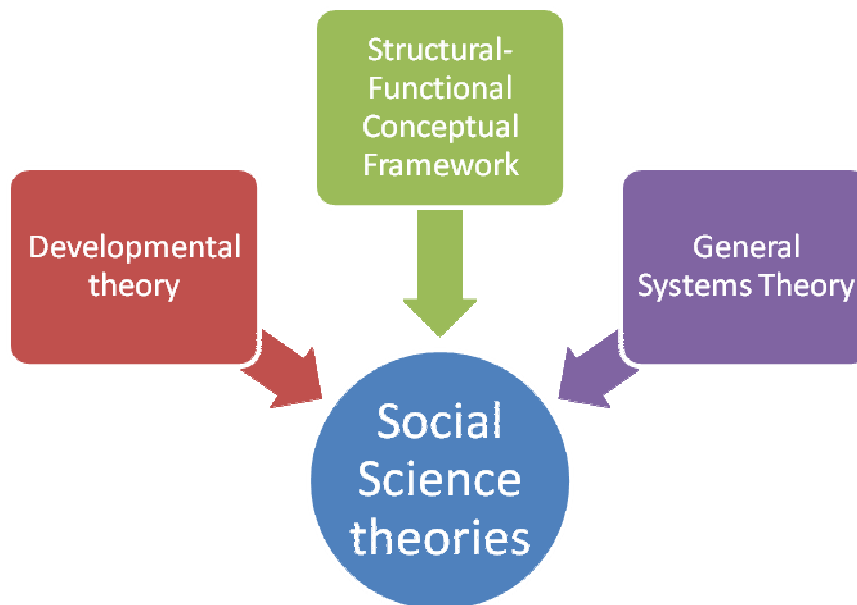 Structural-
Functional
Conceptual
Framework
Developmental
theory
General
Systems Theory
Social
Science
theories